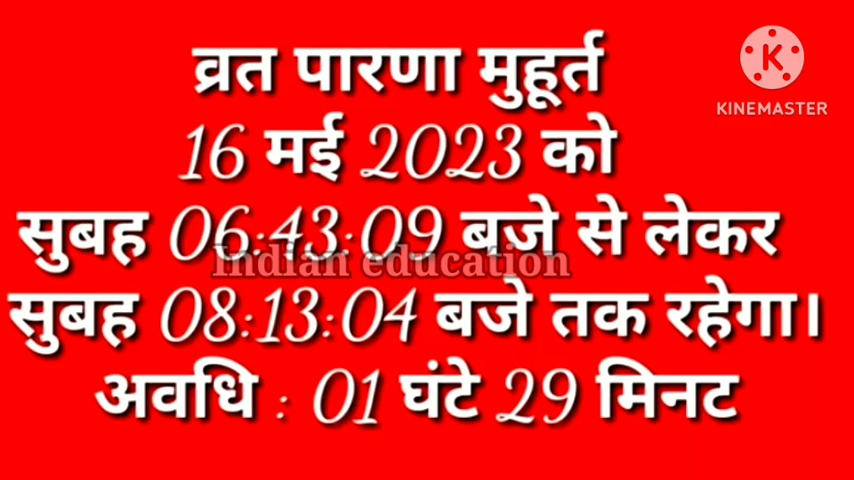 व्रत पारणा मुहूर्त
16 मई 2023 को
सुबह 06:43:09 बजे से लेकर
सुबह 08:13:04 बजे तक रहेगा।
अवधि : 01 घंटे 29 मिनट
Indian education
K
KINEMASTER